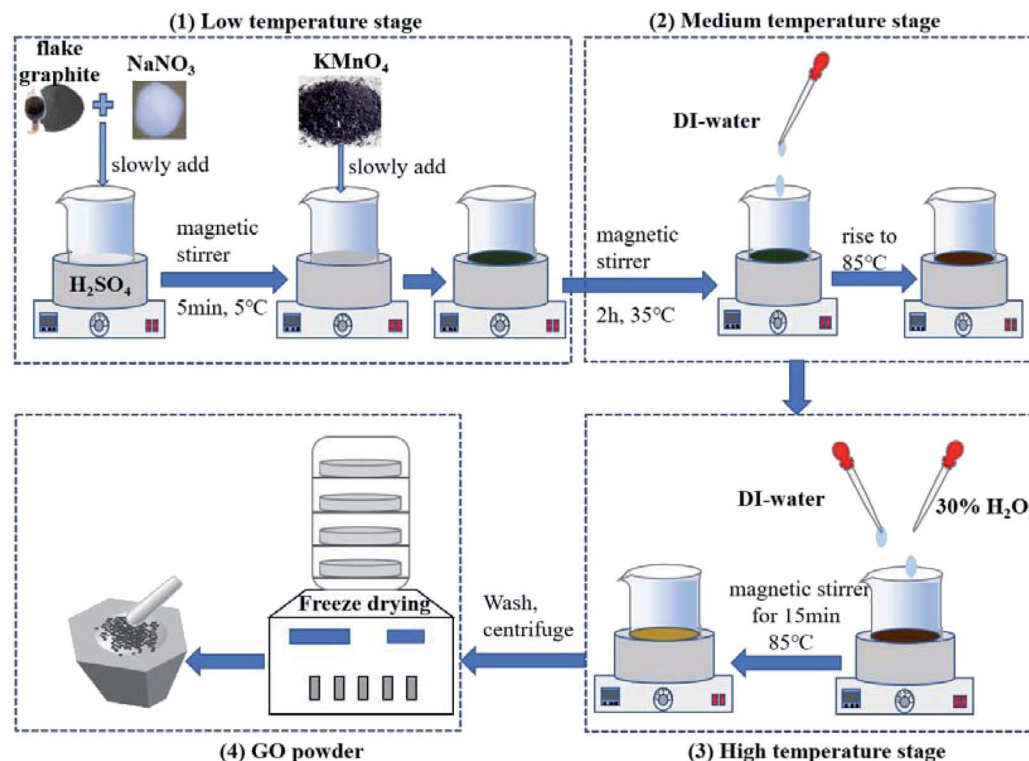 (1) Low temperature stage
flake
graphite
NaNO₃
slowly add
KMnO₄
slowly add
magnetic
stirrer
5min, 5℃
H₂SO₄
(2) Medium temperature stage
DI-water
magnetic
stirrer
2h, 35℃
rise to
85℃
DI-water
30% H₂O
magnetic stirrer
for 15min
85℃
(3) High temperature stage
Wash,
centrifuge
Freeze drying
(4) GO powder